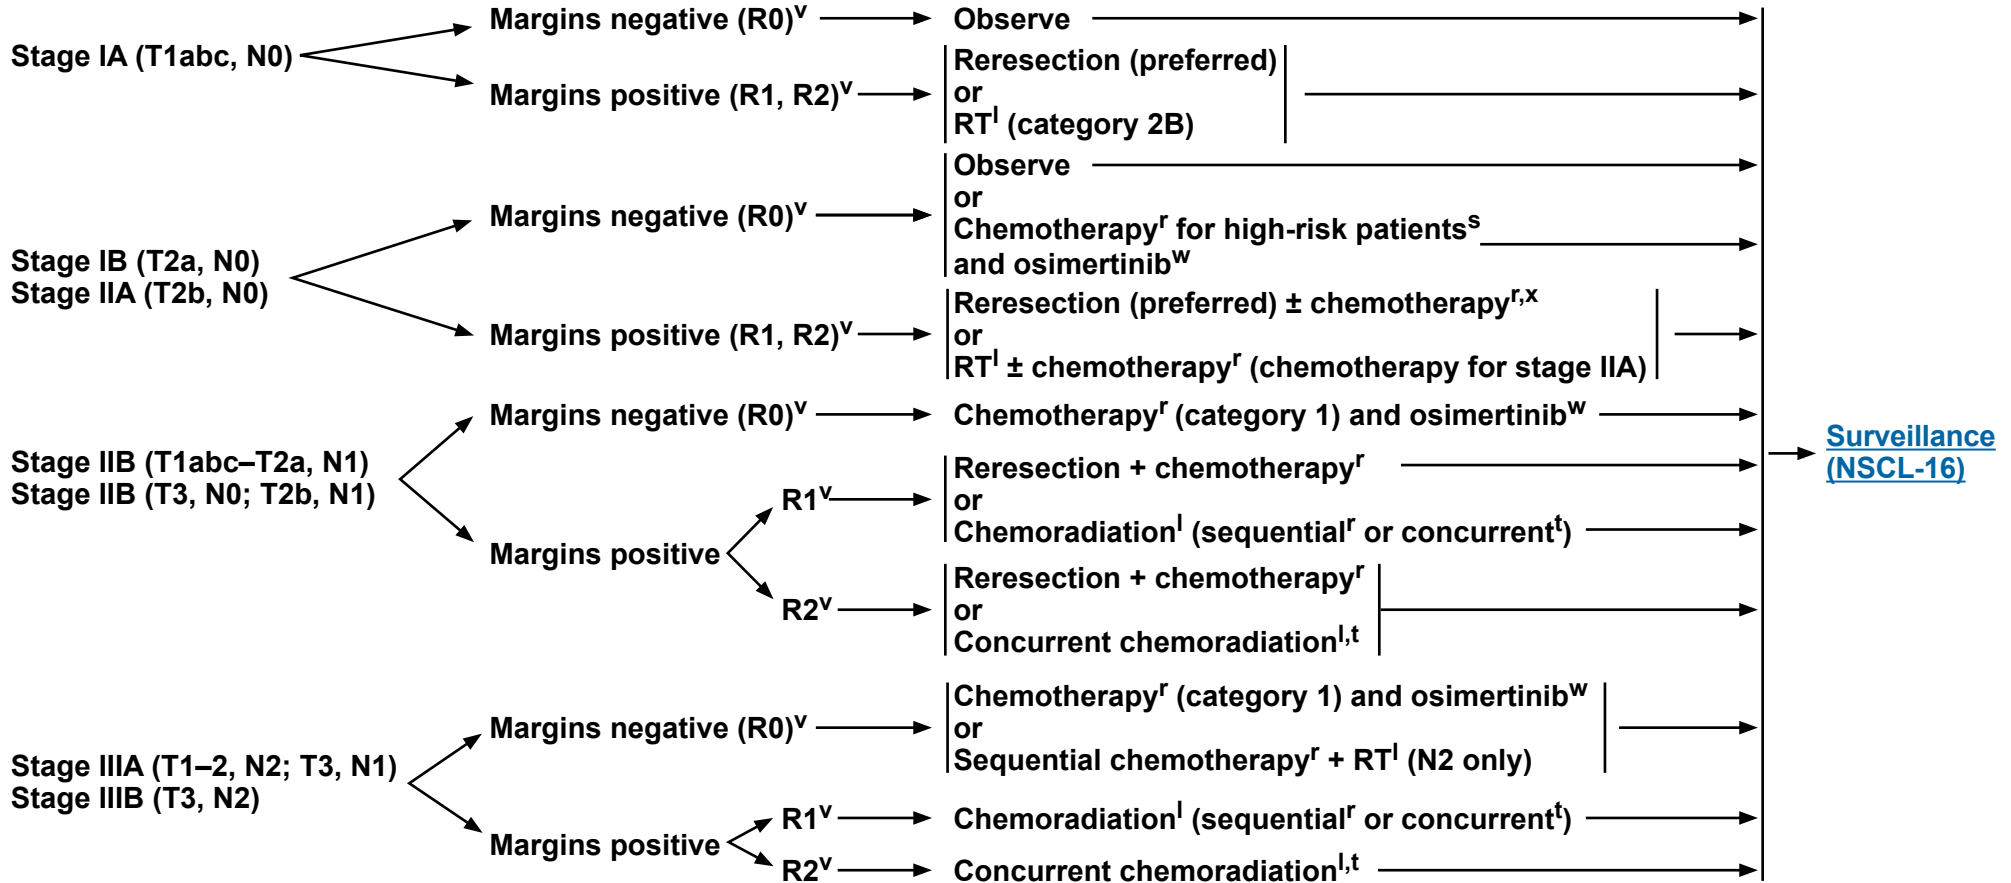 Stage IA (T1abc, N0)
Margins negative (R0)ᵛ
Observe
Margins positive (R1, R2)ᵛ
Reresection (preferred)
or
RTˡ (category 2B)
Stage IB (T2a, N0)
Stage IIA (T2b, N0)
Margins negative (R0)ᵛ
Observe
or
Chemotherapyʳ for high-risk patientsˢ
and osimertinibʷ
Margins positive (R1, R2)ᵛ
Reresection (preferred) ± chemotherapyʳ,ˣ
or
RTˡ ± chemotherapyʳ (chemotherapy for stage IIA)
Stage IIB (T1abc–T2a, N1)
Stage IIB (T3, N0; T2b, N1)
Margins negative (R0)ᵛ
Chemotherapyʳ (category 1) and osimertinibʷ
Margins positive
R1ᵛ
Reresection + chemotherapyʳ
or
Chemoradiationˡ (sequentialʳ or concurrentᵗ)
R2ᵛ
Reresection + chemotherapyʳ
or
Concurrent chemoradiationˡ,ᵗ
Stage IIIA (T1–2, N2; T3, N1)
Stage IIIB (T3, N2)
Margins negative (R0)ᵛ
Chemotherapyʳ (category 1) and osimertinibʷ
or
Sequential chemotherapyʳ + RTˡ (N2 only)
Margins positive
R1ᵛ
Chemoradiationˡ (sequentialʳ or concurrentᵗ)
R2ᵛ
Concurrent chemoradiationˡ,ᵗ
Surveillance
(NSCL-16)